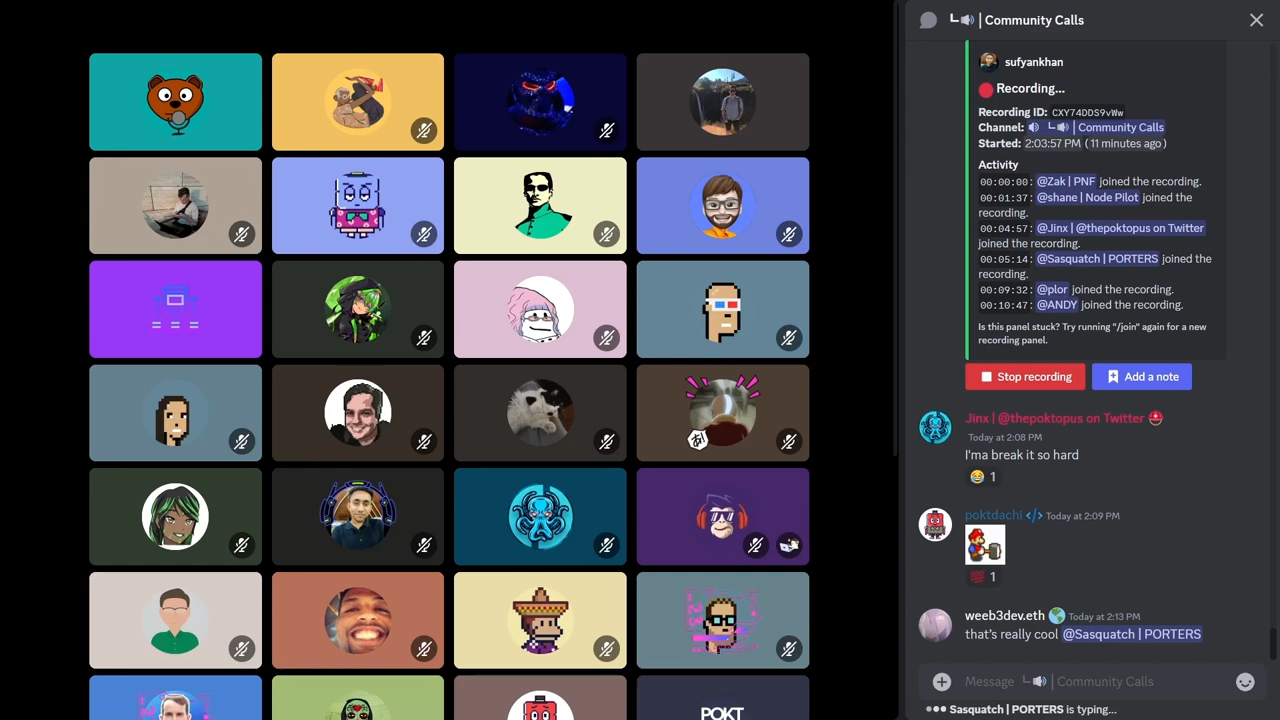 ┗🔊 | Community Calls
sufyankhan
Recording...
Recording ID: CXY74DDS9vWw
Channel: ┗🔊 | Community Calls
Started: 2:03:57 PM (11 minutes ago)
Activity
00:00:00: @Zak | PNF joined the recording.
00:01:37: @shane | Node Pilot joined the
recording.
00:04:57: @Jinx | @thepoktopus on Twitter
joined the recording.
00:05:14: @Sasquatch | PORTERS joined the
recording.
00:09:32: @plor joined the recording.
00:10:47: @ANDY joined the recording.
Is this panel stuck? Try running "/join" again for a new
recording panel.
Stop recording
Add a note
Jinx | @thepoktopus on Twitter
Today at 2:08 PM
I'ma break it so hard
😂 1
poktdachi </> Today at 2:09 PM
💯 1
weeb3dev.eth 🌎 Today at 2:13 PM
that's really cool @Sasquatch | PORTERS
Message ┗🔊 | Community Calls
Sasquatch | PORTERS is typing...
POKT